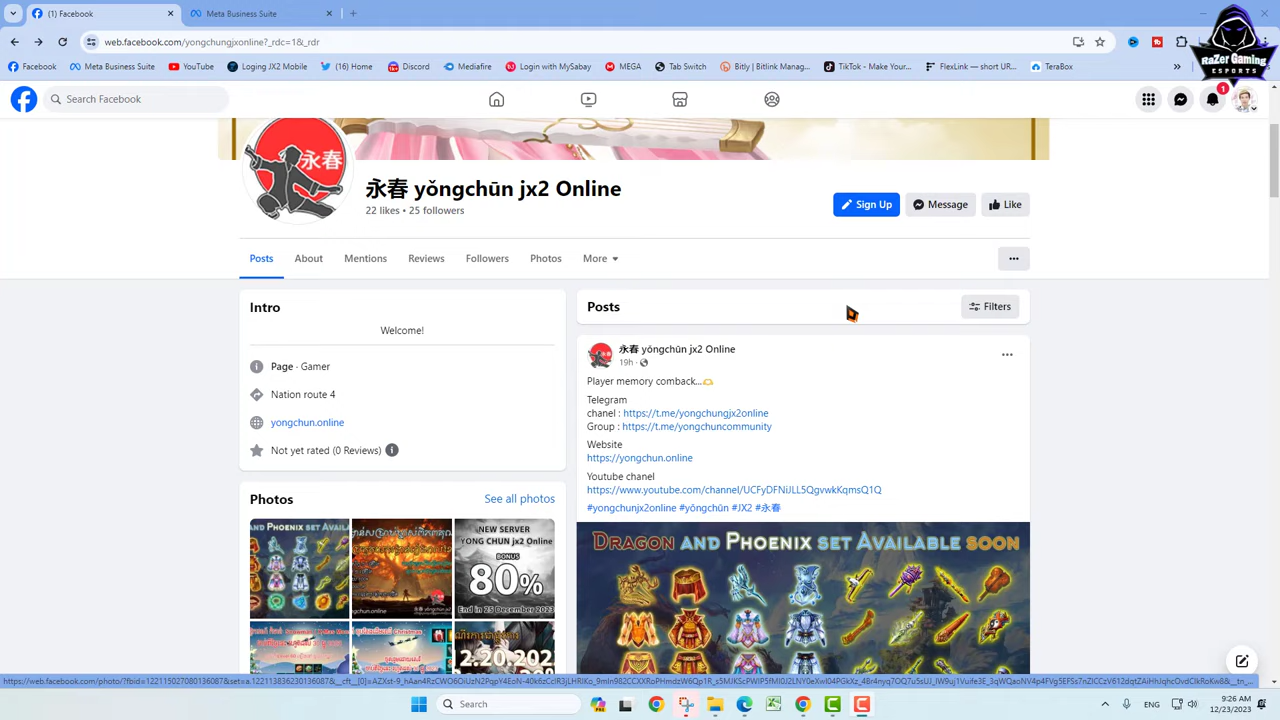 (1) Facebook
Meta Business Suite
web.facebook.com/yongchungjxonline?_rdc=1&_rdr
Facebook
Meta Business Suite
YouTube
Loging JX2 Mobile
(16) Home
Discord
Mediafire
Login with MySabay
MEGA
Tab Switch
Bitly | Bitlink Manag...
TikTok - Make Your...
FlexLink — short UR...
TeraBox
RaZer Gaming
ESPORTS
Search Facebook
1
永春
永春 yǒngchūn jx2 Online
22 likes • 25 followers
Sign Up
Message
Like
Posts
About
Mentions
Reviews
Followers
Photos
More
Intro
Welcome!
Page · Gamer
Nation route 4
yongchun.online
Not yet rated (0 Reviews)
Photos
See all photos
NEW SERVER
YONG CHUN jx2 Online
BONUS
80%
End in 25 December 2023
12.20.202
Posts
Filters
永春 yǒngchūn jx2 Online
19h
Player memory comback...
Telegram
chanel : https://t.me/yongchungjx2online
Group : https://t.me/yongchuncommunity
Website
https://yongchun.online
Youtube chanel
https://www.youtube.com/channel/UCFyDFNiJLL5QgvwkKqmsQ1Q
#yongchunjx2online #yǒngchūn #JX2 #永春
DRAGON AND PHOENIX SET AVAILABLE SOON
Search
ENG
9:26 AM
12/23/2023